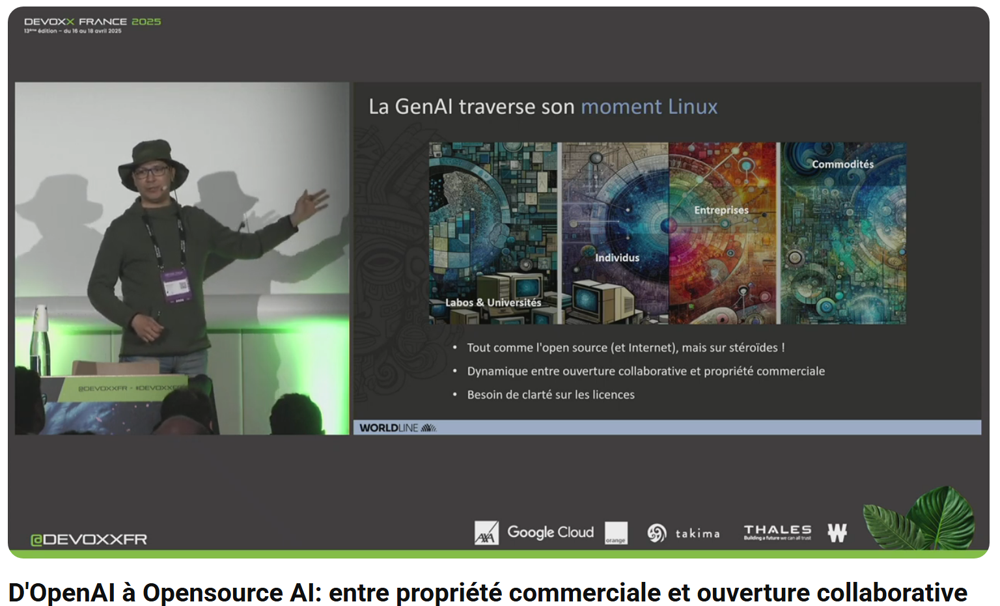 DEVOXX FRANCE 2025
13ème édition – du 16 au 18 avril 2025
La GenAI traverse son moment Linux
Commodités
Entreprises
Individus
Labos & Universités
• Tout comme l'open source (et Internet), mais sur stéroïdes !
• Dynamique entre ouverture collaborative et propriété commerciale
• Besoin de clarté sur les licences
@DEVOXXFR - #DEVOXXFR
WORLDLINE
@DEVOXXFR
AXA
Google Cloud
orange
takima
THALES
Building a future we can all trust
W
D'OpenAI à Opensource AI: entre propriété commerciale et ouverture collaborative